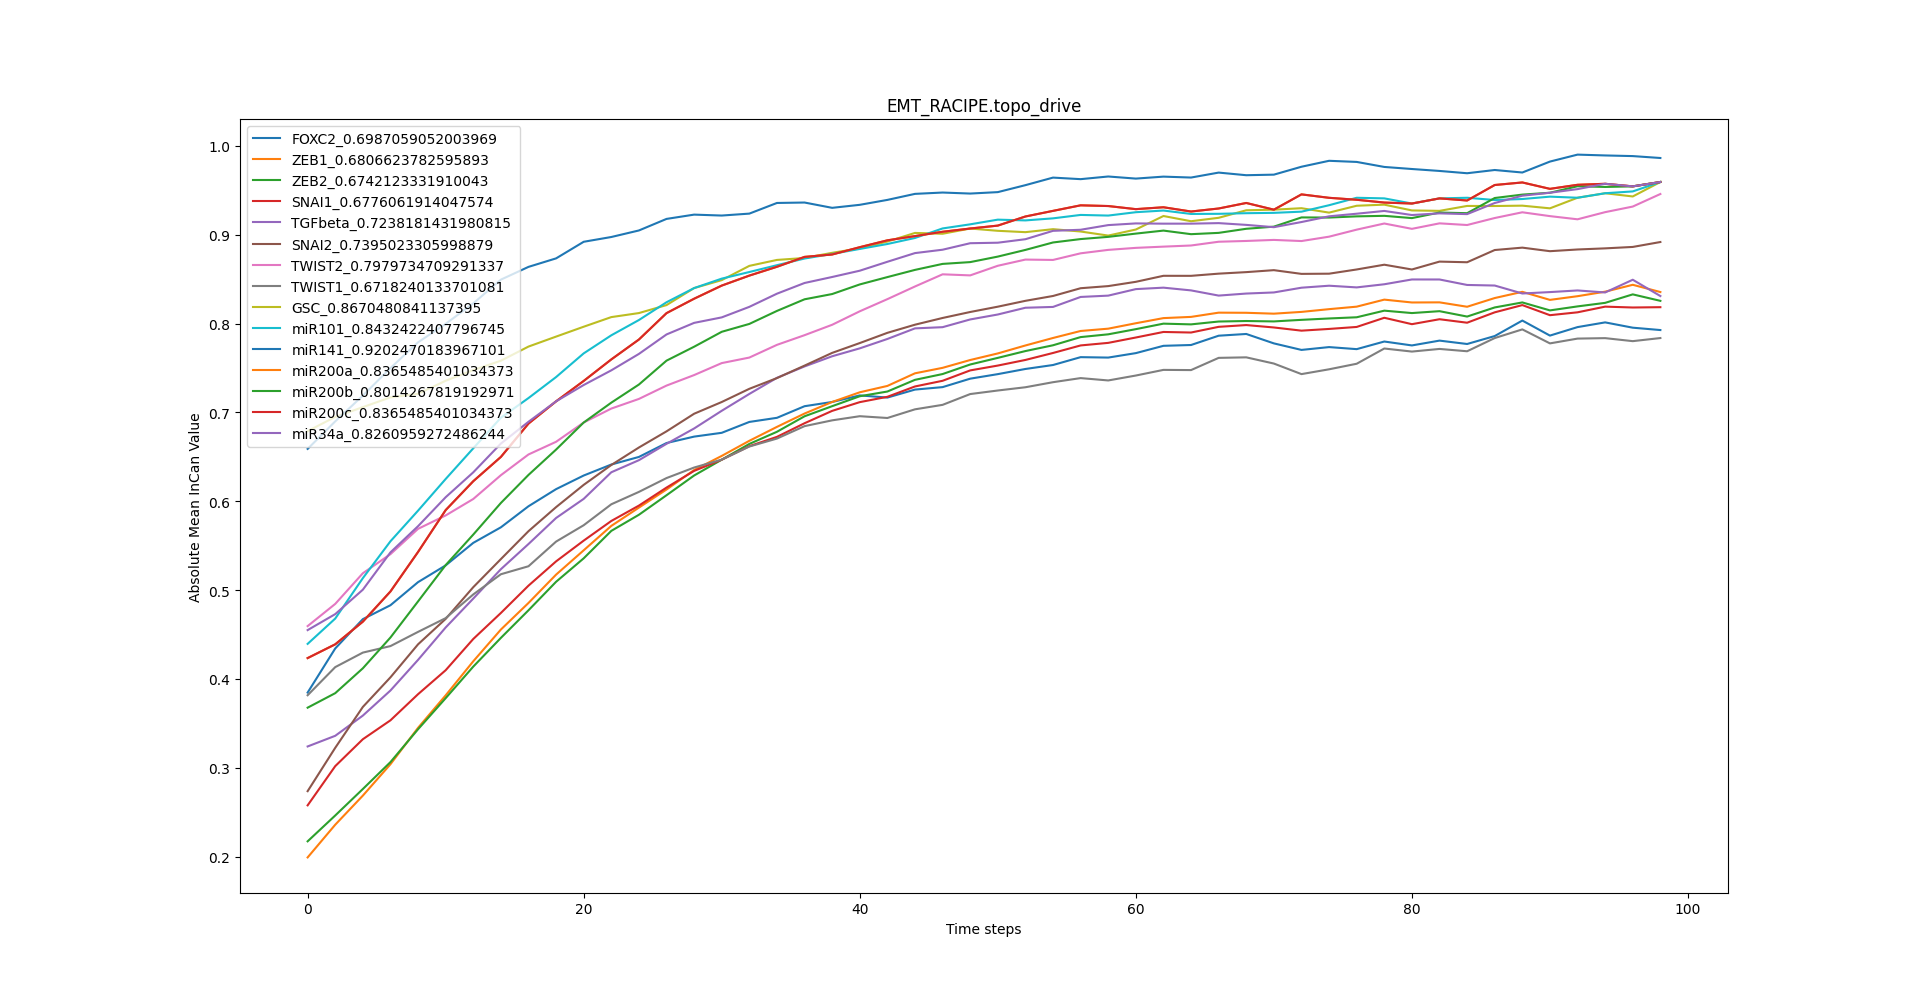 EMT_RACIPE.topo_drive
FOXC2_0.6987059052003969
ZEB1_0.6806623782595893
ZEB2_0.6742123331910043
SNAI1_0.6776061914047574
TGFbeta_0.7238181431980815
SNAI2_0.7395023305998879
TWIST2_0.7979734709291337
TWIST1_0.6718240133701081
GSC_0.8670480841137395
miR101_0.8432422407796745
miR141_0.9202470183967101
miR200a_0.8365485401034373
miR200b_0.8014267819192971
miR200c_0.8365485401034373
miR34a_0.8260959272486244
1.0
0.9
0.8
0.7
0.6
0.5
0.4
0.3
0.2
Absolute Mean InCan Value
0 20 40 60 80 100
Time steps